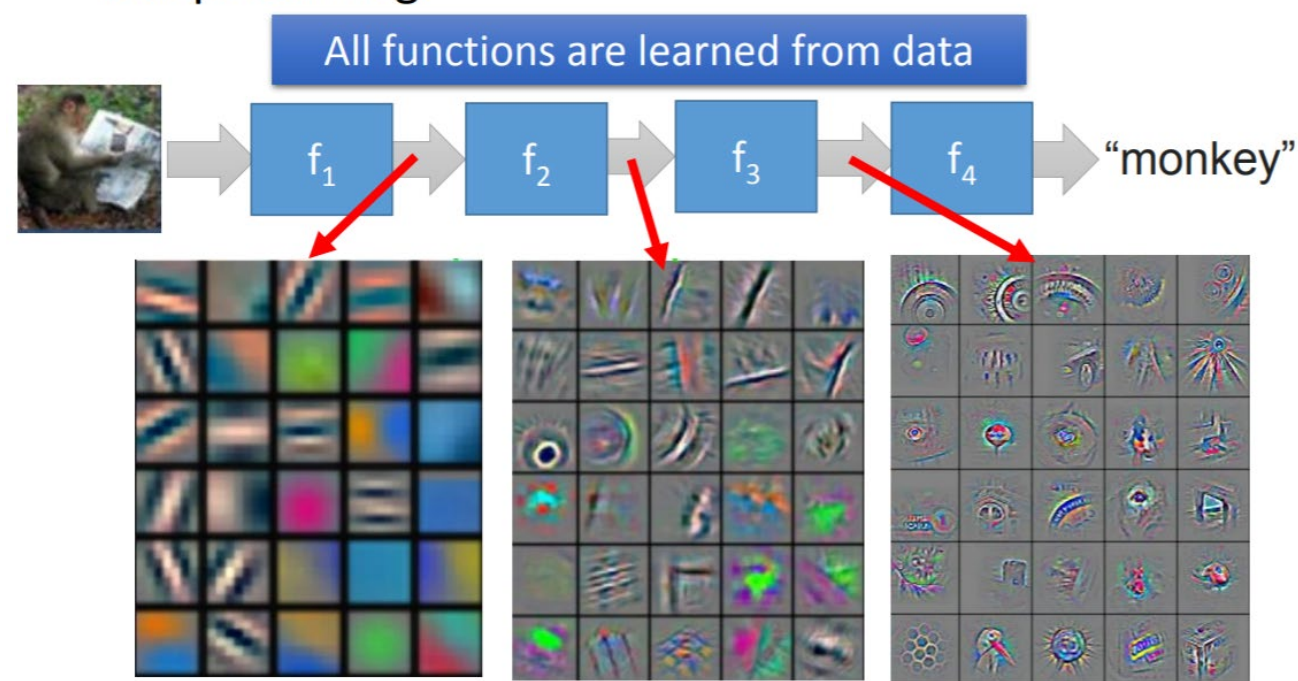 All functions are learned from data
f₁
f₂
f₃
f₄
“monkey”